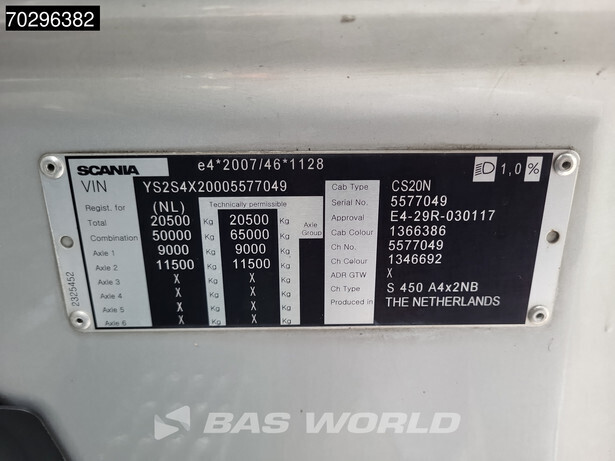 70296382
SCANIA e4*2007/46*1128 1,0 %
VIN YS2S4X20005577049
Regist. for (NL) Technically permissible Axle Group
Total 20500 Kg 20500 Kg
Combination 50000 Kg 65000 Kg
Axle 1 9000 Kg 9000 Kg
Axle 2 11500 Kg 11500 Kg
Axle 3 X Kg X Kg
Axle 4 X Kg X Kg
Axle 5 X Kg X Kg
Axle 6 X Kg X Kg
Cab Type CS20N
Serial No. 5577049
Approval E4-29R-030117
Cab Colour 1366386
Ch No. 5577049
Ch Colour 1346692
ADR GTW X
Ch Type S 450 A4x2NB
Produced in THE NETHERLANDS
2325452
BAS WORLD